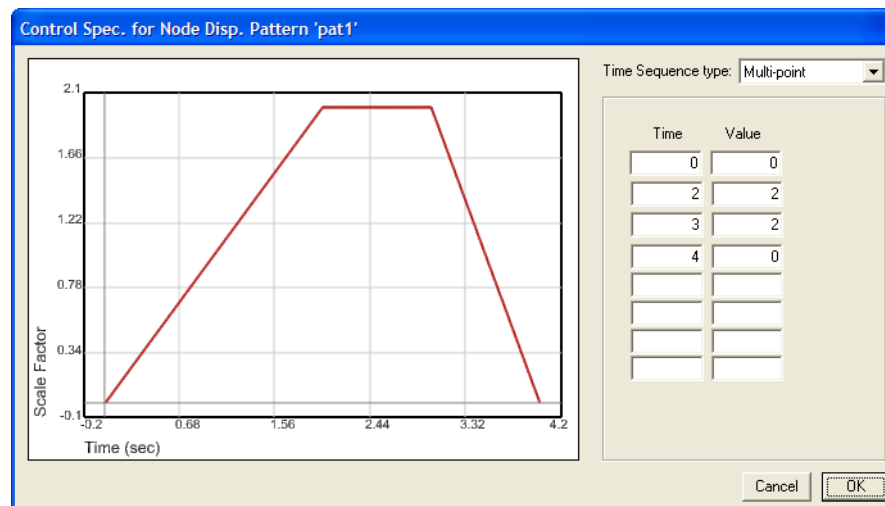 Control Spec. for Node Disp. Pattern 'pat1'
Time Sequence type: Multi-point
2.1
1.66
1.22
0.78
0.34
-0.1
Scale Factor
-0.2 0.68 1.56 2.44 3.32 4.2
Time (sec)
Time Value
0 0
2 2
3 2
4 0
Cancel OK